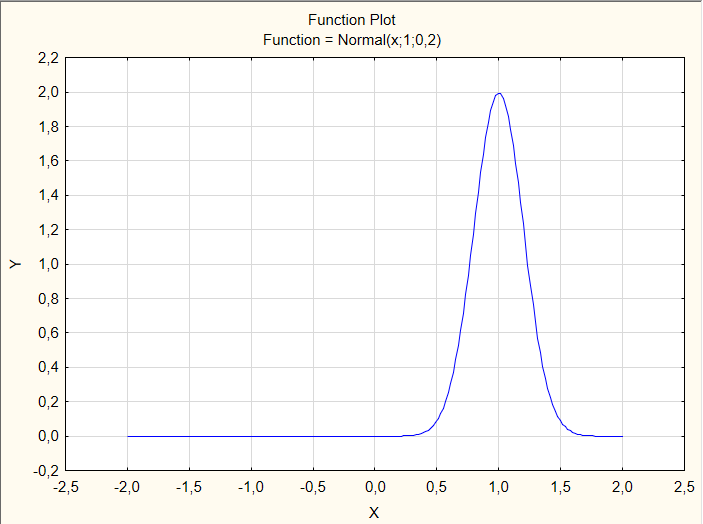 Function Plot
Function = Normal(x;1;0,2)
2,2
2,0
1,8
1,6
1,4
1,2
1,0
0,8
0,6
0,4
0,2
0,0
-0,2
Y
-2,5 -2,0 -1,5 -1,0 -0,5 0,0 0,5 1,0 1,5 2,0 2,5
X